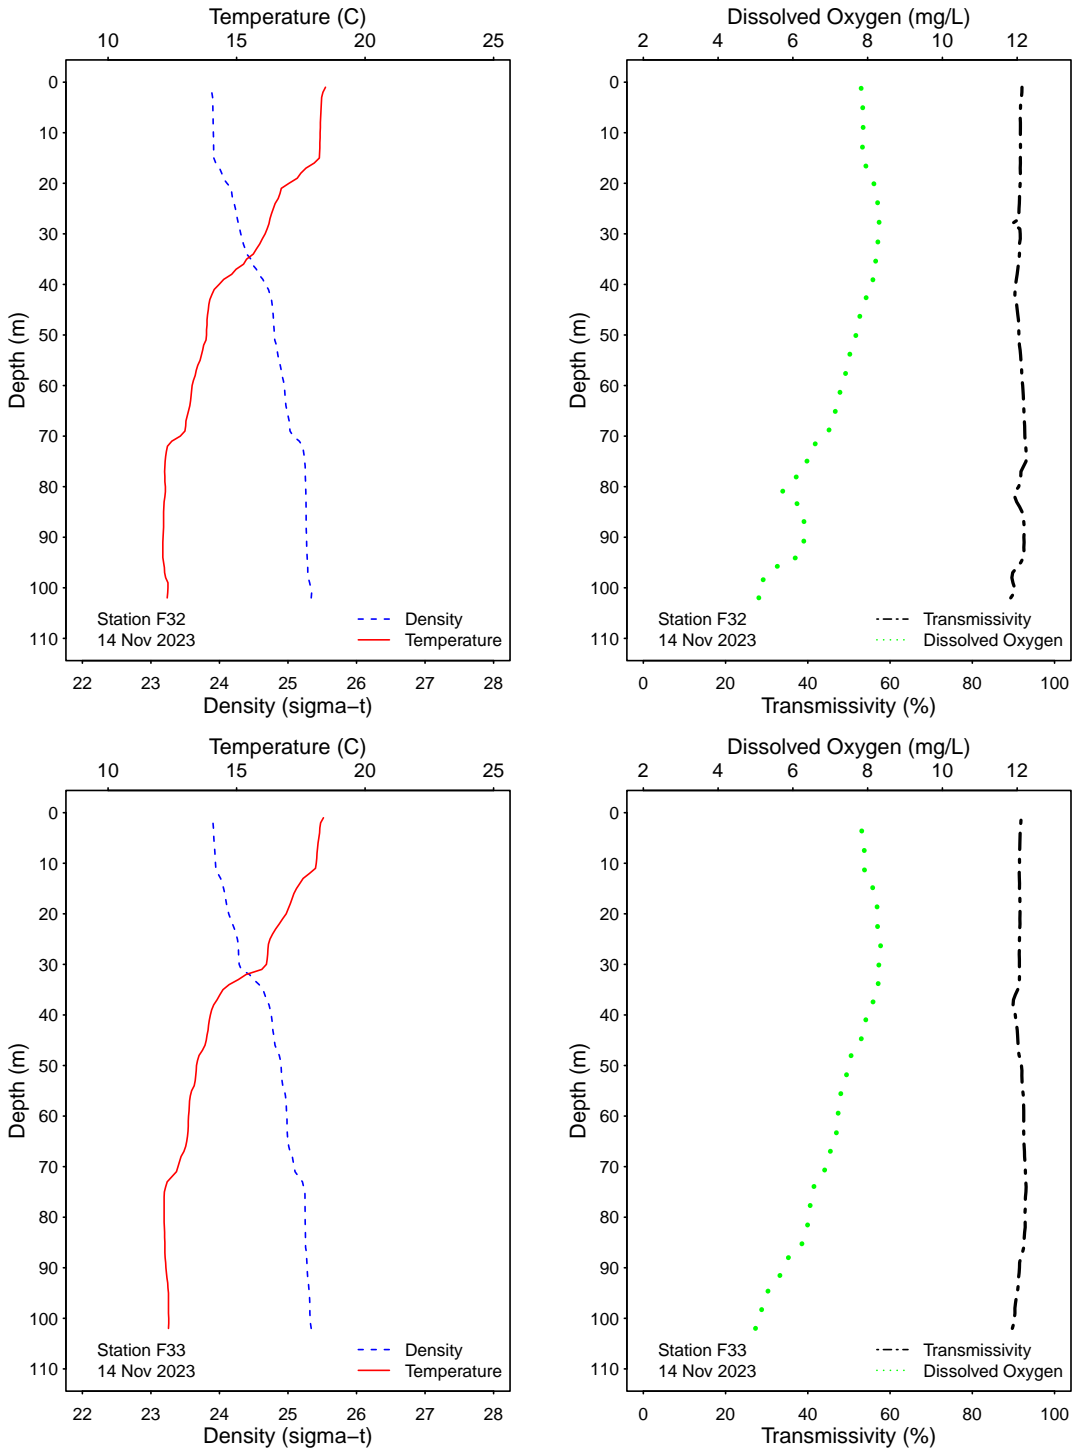 Temperature (C)
10 15 20 25
0
10
20
30
40
50
60
70
80
90
100
110
Depth (m)
Station F32
14 Nov 2023
Density
Temperature
22 23 24 25 26 27 28
Density (sigma−t)
Dissolved Oxygen (mg/L)
2 4 6 8 10 12
0
10
20
30
40
50
60
70
80
90
100
110
Depth (m)
Station F32
14 Nov 2023
Transmissivity
Dissolved Oxygen
0 20 40 60 80 100
Transmissivity (%)
Temperature (C)
10 15 20 25
0
10
20
30
40
50
60
70
80
90
100
110
Depth (m)
Station F33
14 Nov 2023
Density
Temperature
22 23 24 25 26 27 28
Density (sigma−t)
Dissolved Oxygen (mg/L)
2 4 6 8 10 12
0
10
20
30
40
50
60
70
80
90
100
110
Depth (m)
Station F33
14 Nov 2023
Transmissivity
Dissolved Oxygen
0 20 40 60 80 100
Transmissivity (%)